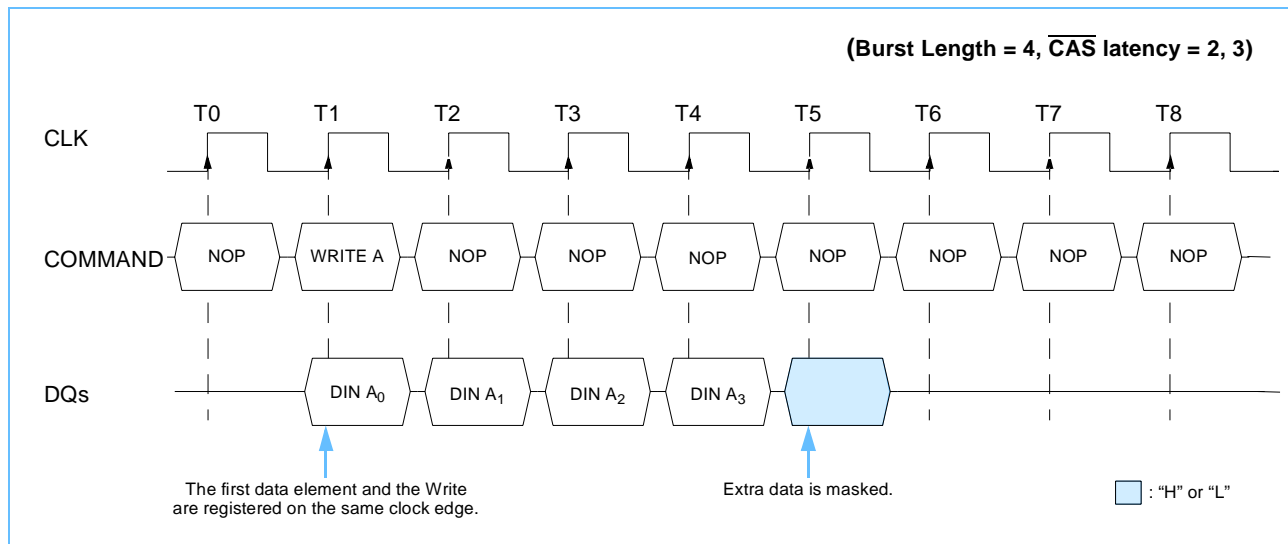 (Burst Length = 4, CAS latency = 2, 3)
T0 T1 T2 T3 T4 T5 T6 T7 T8
CLK
COMMAND NOP WRITE A NOP NOP NOP NOP NOP NOP NOP
DQs DIN A0 DIN A1 DIN A2 DIN A3
The first data element and the Write
are registered on the same clock edge.
Extra data is masked.
: “H” or “L”